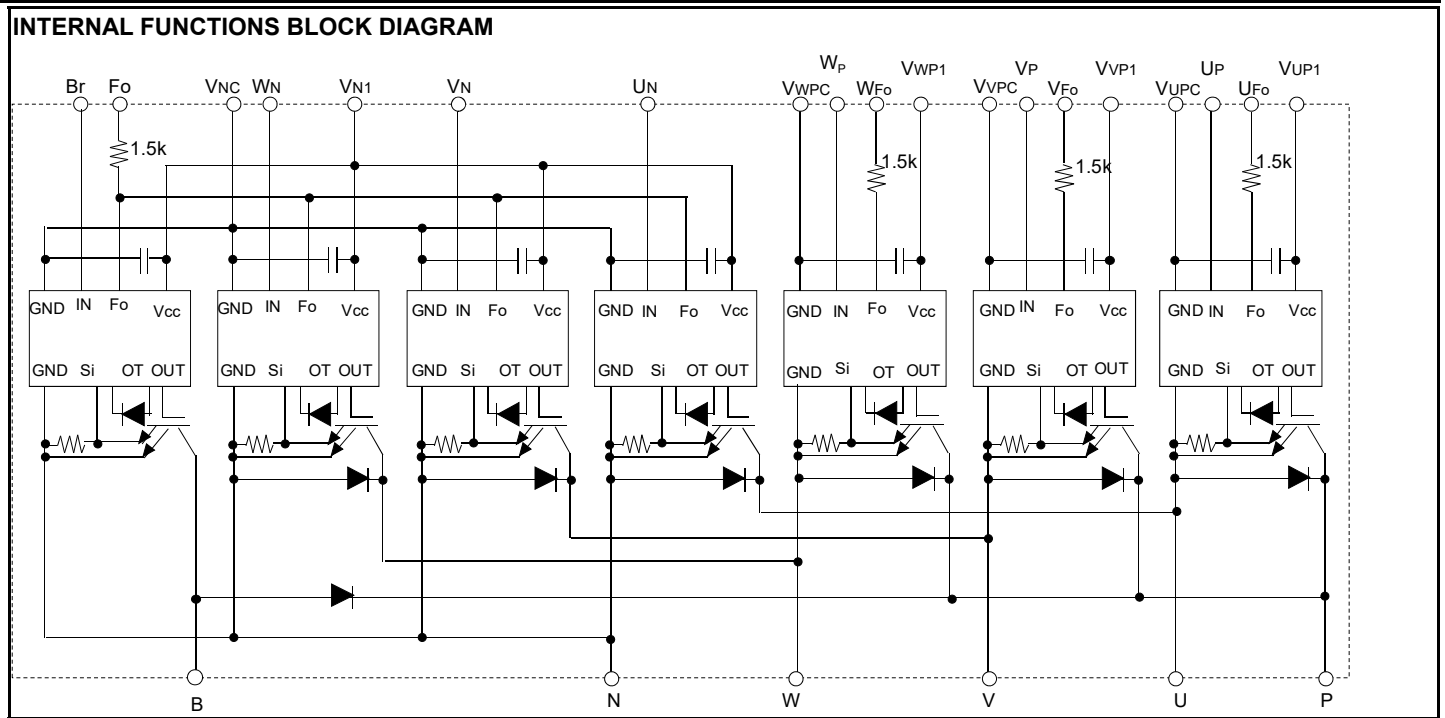 INTERNAL FUNCTIONS BLOCK DIAGRAM
Br Fo VNC WN VN1 VN UN VWPC WP WFo VWP1 VVPC VP VFo VVP1 VUPC UP UFo VUP1
1.5k 1.5k 1.5k 1.5k
GND IN Fo Vcc GND IN Fo Vcc GND IN Fo Vcc GND IN Fo Vcc GND IN Fo Vcc GND IN Fo Vcc GND IN Fo Vcc
GND Si OT OUT GND Si OT OUT GND Si OT OUT GND Si OT OUT GND Si OT OUT GND Si OT OUT GND Si OT OUT
B N W V U P